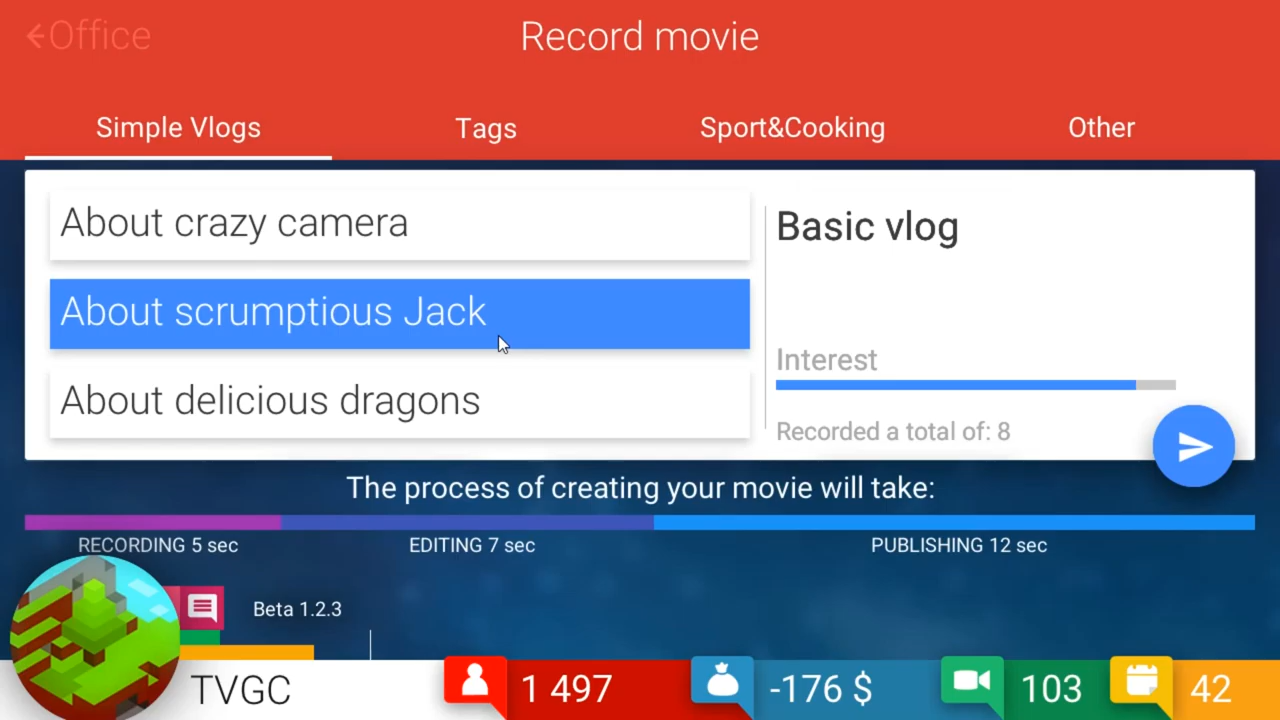 Office
Record movie
Simple Vlogs
Tags
Sport&Cooking
Other
About crazy camera
About scrumptious Jack
About delicious dragons
Basic vlog
Interest
Recorded a total of: 8
The process of creating your movie will take:
RECORDING 5 sec
EDITING 7 sec
PUBLISHING 12 sec
Beta 1.2.3
TVGC
1 497
-176 $
103
42